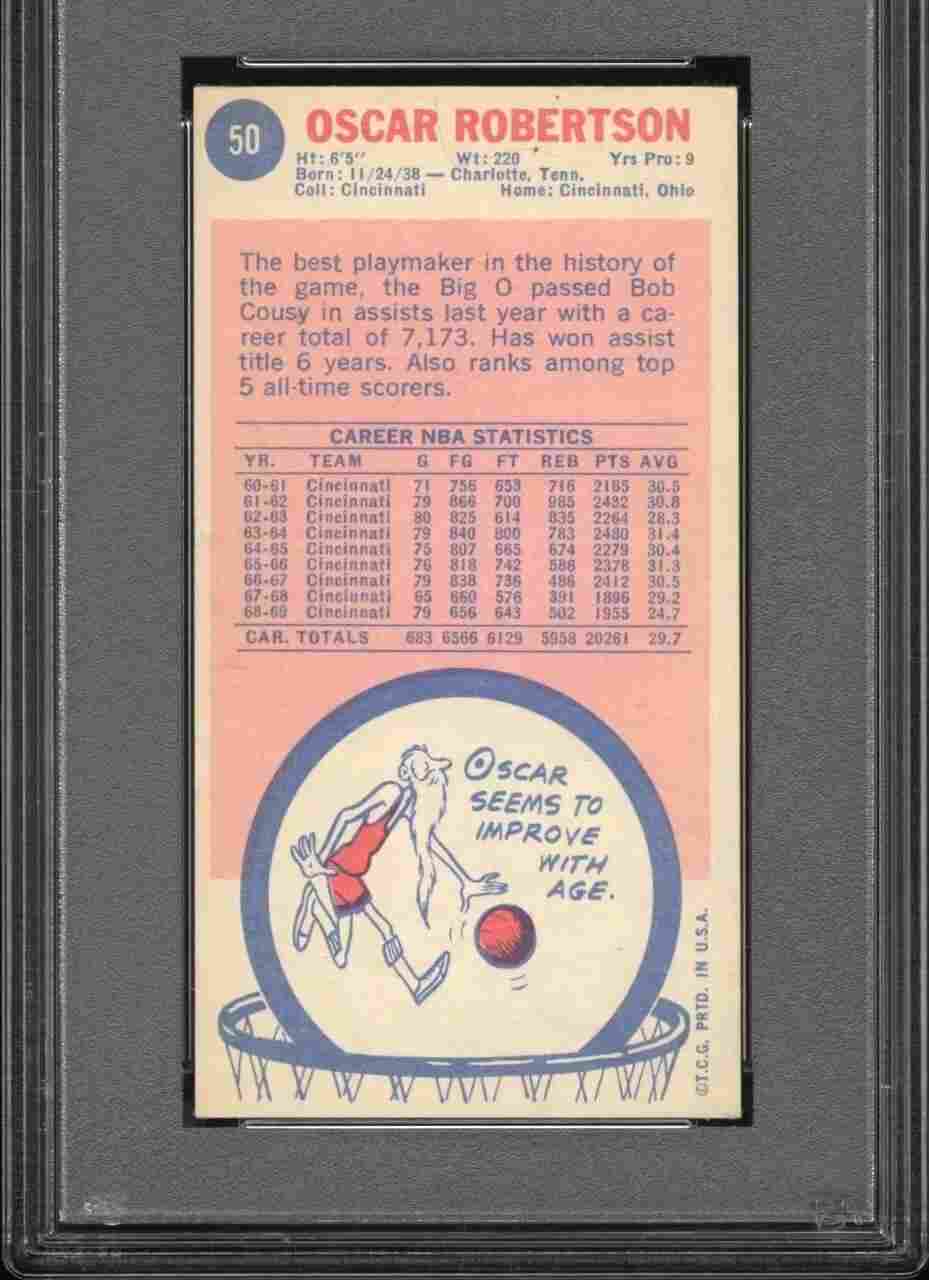 50
OSCAR ROBERTSON
Ht: 6'5" Wt: 220 Yrs Pro: 9
Born: 11/24/38 — Charlotte, Tenn.
Coll: Cincinnati Home: Cincinnati, Ohio
The best playmaker in the history of
the game, the Big O passed Bob
Cousy in assists last year with a ca-
reer total of 7,173. Has won assist
title 6 years. Also ranks among top
5 all-time scorers.
CAREER NBA STATISTICS
YR. TEAM G FG FT REB PTS AVG
60-61 Cincinnati 71 756 653 716 2165 30.5
61-62 Cincinnati 79 866 700 985 2432 30.8
62-63 Cincinnati 80 825 614 835 2264 28.3
63-64 Cincinnati 79 840 800 783 2480 31.4
64-65 Cincinnati 75 807 665 674 2279 30.4
65-66 Cincinnati 76 818 742 586 2378 31.3
66-67 Cincinnati 79 838 736 486 2412 30.5
67-68 Cincinnati 65 660 576 391 1896 29.2
68-69 Cincinnati 79 656 643 502 1955 24.7
CAR. TOTALS 683 6566 6129 5958 20261 29.7
OSCAR
SEEMS TO
IMPROVE
WITH
AGE.
©T.C.G. PRTD. IN U.S.A.